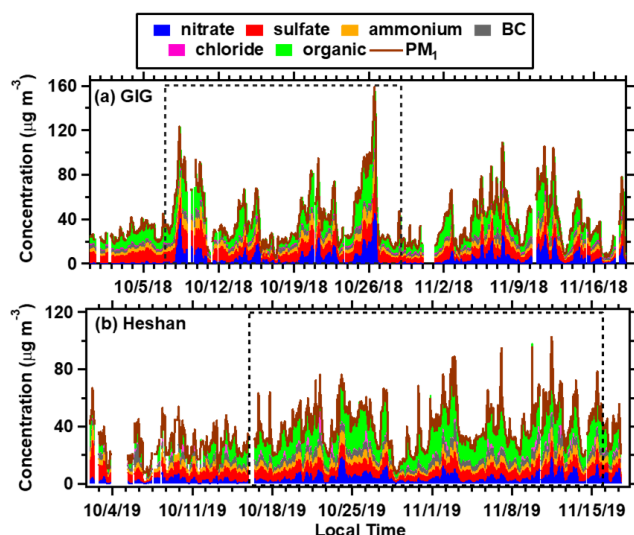 nitrate sulfate ammonium BC
chloride organic PM₁
Concentration (µg m⁻³)
160
120
80
40
0
(a) GIG
10/5/18 10/12/18 10/19/18 10/26/18 11/2/18 11/9/18 11/16/18
Concentration (µg m⁻³)
120
80
40
0
(b) Heshan
10/4/19 10/11/19 10/18/19 10/25/19 11/1/19 11/8/19 11/15/19
Local Time